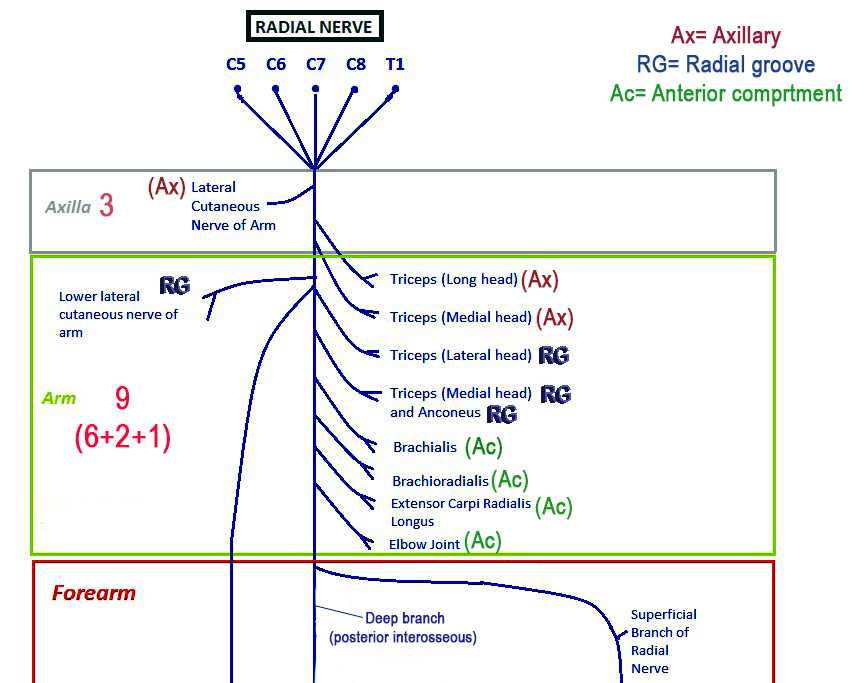 RADIAL NERVE
Ax= Axillary
RG= Radial groove
Ac= Anterior comprtment
C5 C6 C7 C8 T1
Axilla 3
(Ax) Lateral
Cutaneous
Nerve of Arm
Triceps (Long head) (Ax)
RG
Lower lateral
cutaneous nerve of
arm
Triceps (Medial head) (Ax)
Triceps (Lateral head) RG
Triceps (Medial head) RG
and Anconeus RG
Arm 9
(6+2+1)
Brachialis (Ac)
Brachioradialis (Ac)
Extensor Carpi Radialis (Ac)
Longus
Elbow Joint (Ac)
Forearm
Deep branch
(posterior interosseous)
Superficial
Branch of
Radial
Nerve